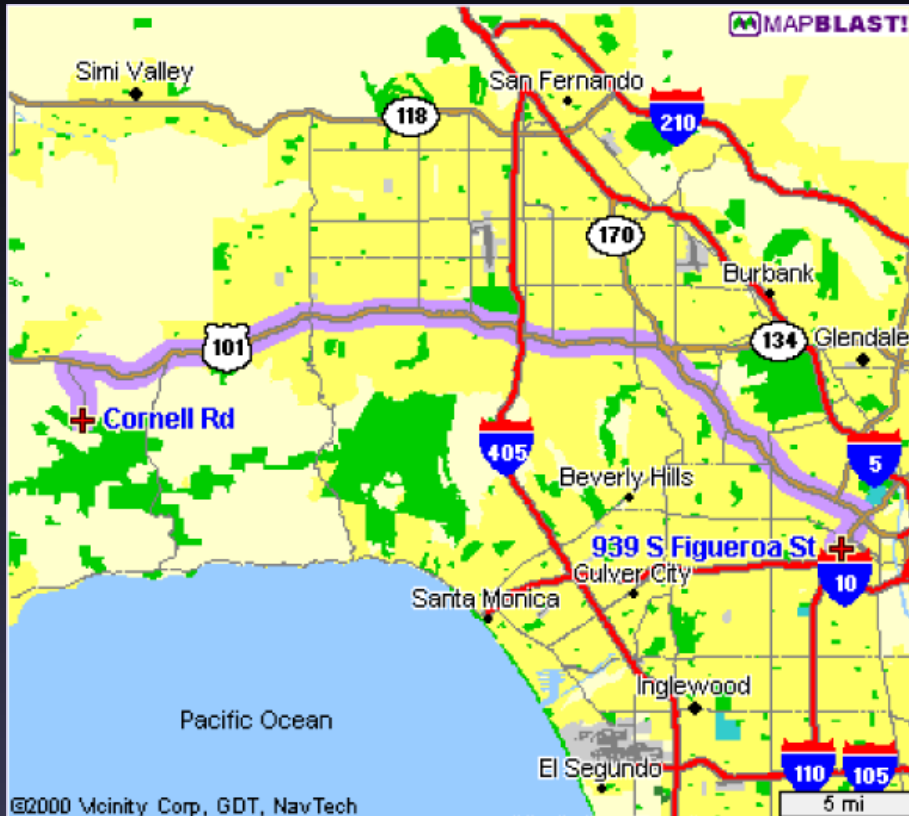 MAPBLAST!
Simi Valley
San Fernando
118
210
170
Burbank
101
134
Glendale
Cornell Rd
405
5
Beverly Hills
939 S Figueroa St
Culver City
10
Santa Monica
Inglewood
Pacific Ocean
El Segundo
110
105
©2000 Vicinity Corp, GDT, NavTech
5 mi